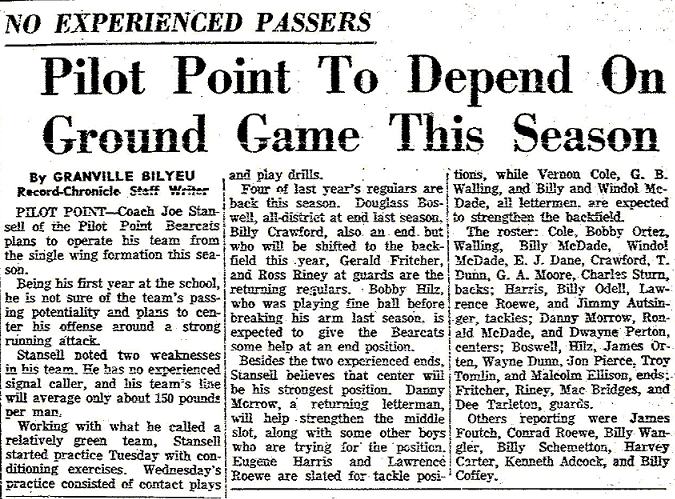 NO EXPERIENCED PASSERS
Pilot Point To Depend On
Ground Game This Season
By GRANVILLE BILYEU
Record-Chronicle Staff Writer
PILOT POINT—Coach Joe Stan-
sell of the Pilot Point Bearcats
plans to operate his team from
the single wing formation this sea-
son.
Being his first year at the school,
he is not sure of the team's pass-
ing potentiality and plans to cen-
ter his offense around a strong
running attack.
Stansell noted two weaknesses
in his team. He has no experienced
signal caller, and his team's line
will average only about 150 pounds
per man.
Working with what he called a
relatively green team, Stansell
started practice Tuesday with con-
ditioning exercises. Wednesday's
practice consisted of contact plays
and play drills.
Four of last year's regulars are
back this season. Douglass Bos-
well, all-district at end last season,
Billy Crawford, also an end but
who will be shifted to the back-
field this year, Gerald Fritcher,
and Ross Riney at guards are the
returning regulars. Bobby Hilz,
who was playing fine ball before
breaking his arm last season, is
expected to give the Bearcats
some help at an end position.
Besides the two experienced ends,
Stansell believes that center will
be his strongest position. Danny
Morrow, a returning letterman,
will help strengthen the middle
slot, along with some other boys
who are trying for the position.
Eugene Harris and Lawrence
Roewe are slated for tackle posi-
tions, while Vernon Cole, G. B.
Walling, and Billy and Windol Mc-
Dade, all lettermen, are expected
to strengthen the backfield.
The roster: Cole, Bobby Ortez,
Walling, Billy McDade, Windol
McDade, E. J. Dane, Crawford, T.
Dunn, G. A. Moore, Charles Sturn,
backs; Harris, Billy Odell, Law-
rence Roewe, and Jimmy Autsin-
ger, tackles; Danny Morrow, Ron-
ald McDade, and Dwayne Perton,
centers; Boswell, Hilz, James Or-
ten, Wayne Dunn, Jon Pierce, Troy
Tomlin, and Malcolm Ellison, ends;
Fritcher, Riney, Mac Bridges, and
Dee Tarleton, guards.
Others reporting were James
Foutch, Conrad Roewe, Billy Wan-
gler, Billy Schemetton, Harvey
Carter, Kenneth Adcock, and Billy
Coffey.